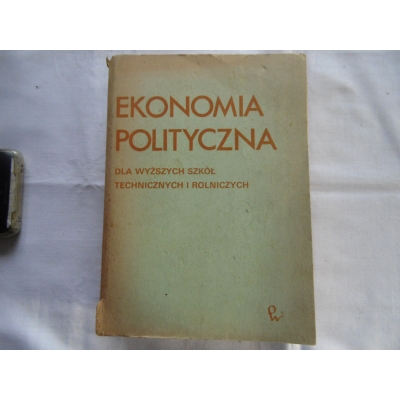 EKONOMIA
POLITYCZNA
DLA WYŻSZYCH SZKÓŁ
TECHNICZNYCH I ROLNICZYCH